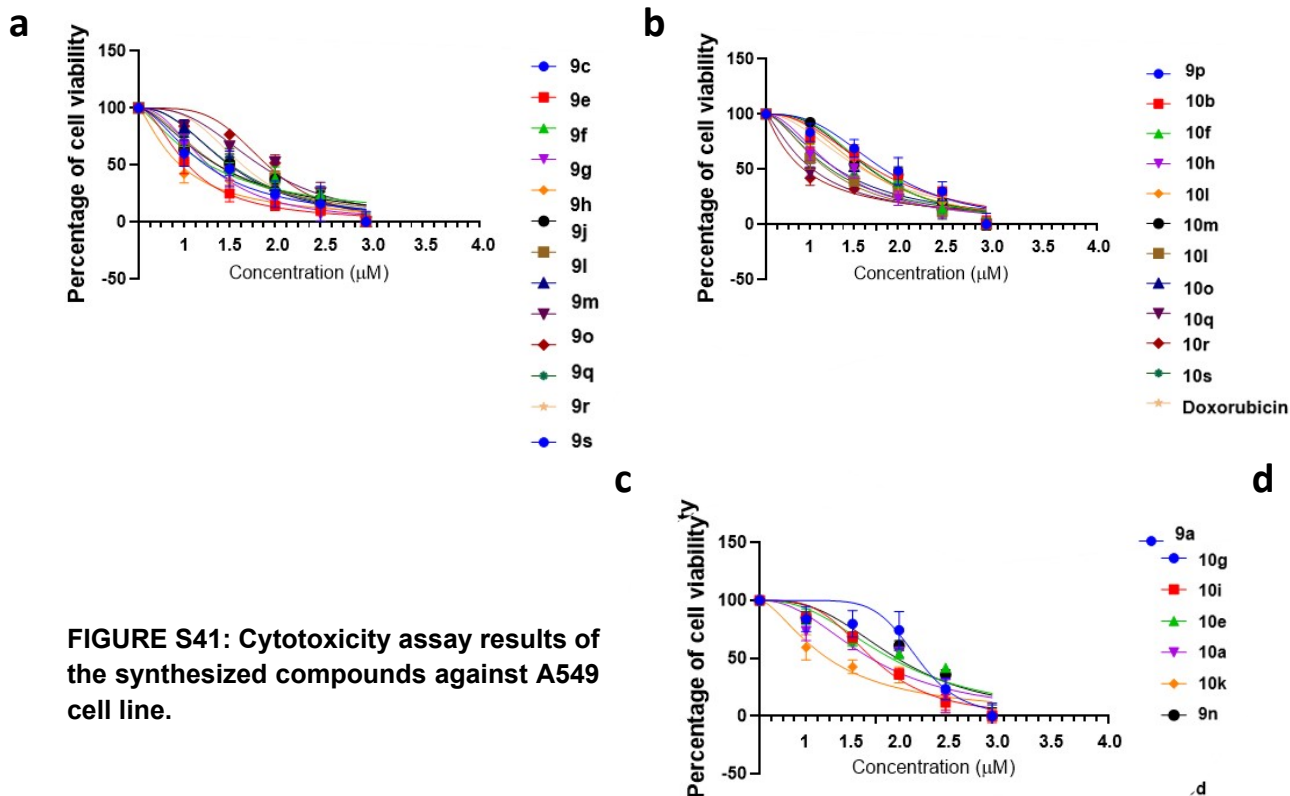 a
Percentage of cell viability
150
100
50
0
-50
1
1.5
2.0
2.5
3.0
4.0
Concentration (μM)
9c
9e
9f
9g
9h
9j
9l
9m
9o
9q
9r
9s
b
Percentage of cell viability
150
100
50
0
-50
1
1.5
2.0
2.5
3.0
4.0
Concentration (μM)
9p
10b
10f
10h
10l
10m
10l
10o
10q
10r
10s
Doxorubicin
c
Percentage of cell viability
ty
150
100
50
0
-50
1
1.5
2.0
2.5
3.0
3.5
4.0
Concentration (μM)
d
9a
10g
10i
10e
10a
10k
9n
d
FIGURE S41: Cytotoxicity assay results of
the synthesized compounds against A549
cell line.